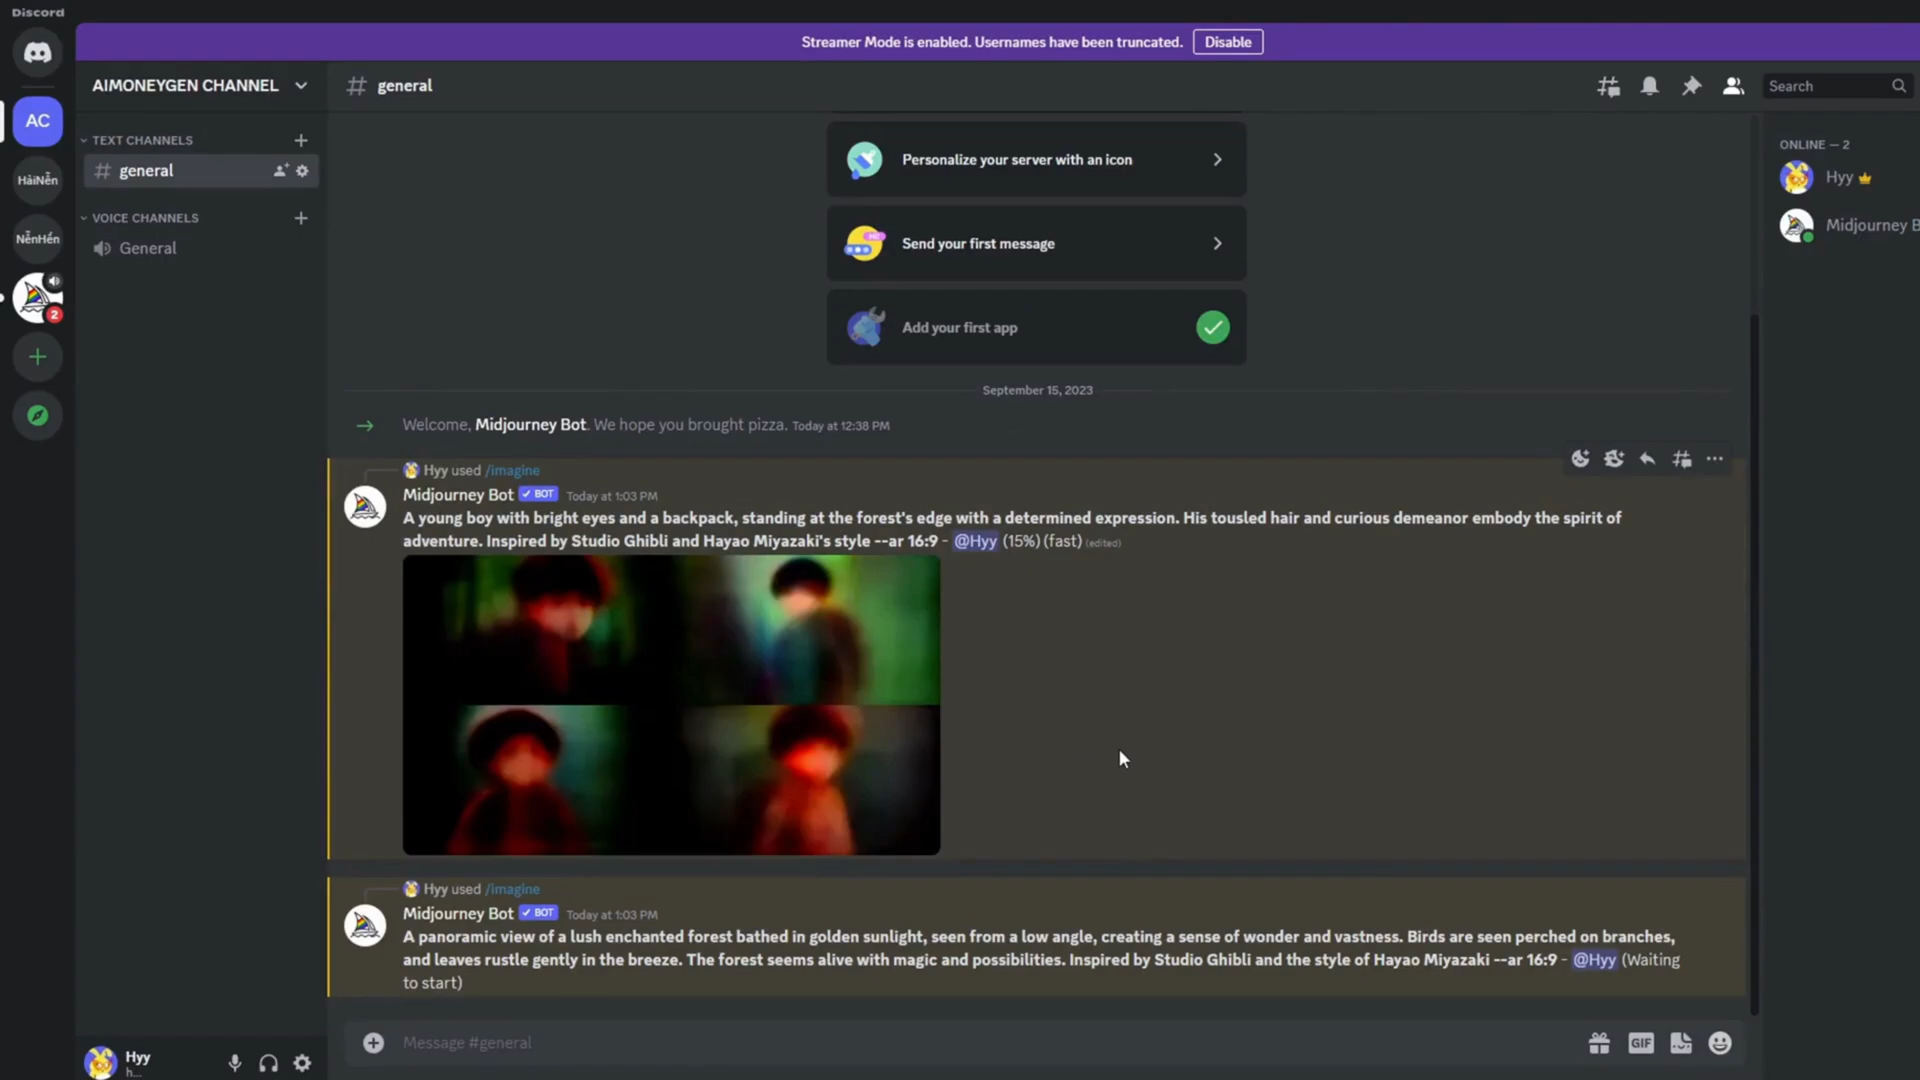 Discord
Streamer Mode is enabled. Usernames have been truncated. Disable
AIMONEYGEN CHANNEL
general
Search
AC
HảiNền
NếnHến
2
TEXT CHANNELS
general
VOICE CHANNELS
General
Personalize your server with an icon
Send your first message
Add your first app
September 15, 2023
Welcome, Midjourney Bot. We hope you brought pizza. Today at 12:38 PM
Hyy used /imagine
Midjourney Bot BOT Today at 1:03 PM
A young boy with bright eyes and a backpack, standing at the forest's edge with a determined expression. His tousled hair and curious demeanor embody the spirit of
adventure. Inspired by Studio Ghibli and Hayao Miyazaki's style --ar 16:9 - @Hyy (15%) (fast) (edited)
Hyy used /imagine
Midjourney Bot BOT Today at 1:03 PM
A panoramic view of a lush enchanted forest bathed in golden sunlight, seen from a low angle, creating a sense of wonder and vastness. Birds are seen perched on branches,
and leaves rustle gently in the breeze. The forest seems alive with magic and possibilities. Inspired by Studio Ghibli and the style of Hayao Miyazaki --ar 16:9 - @Hyy (Waiting
to start)
Message #general
GIF
Hyy
h...
ONLINE — 2
Hyy
Midjourney B